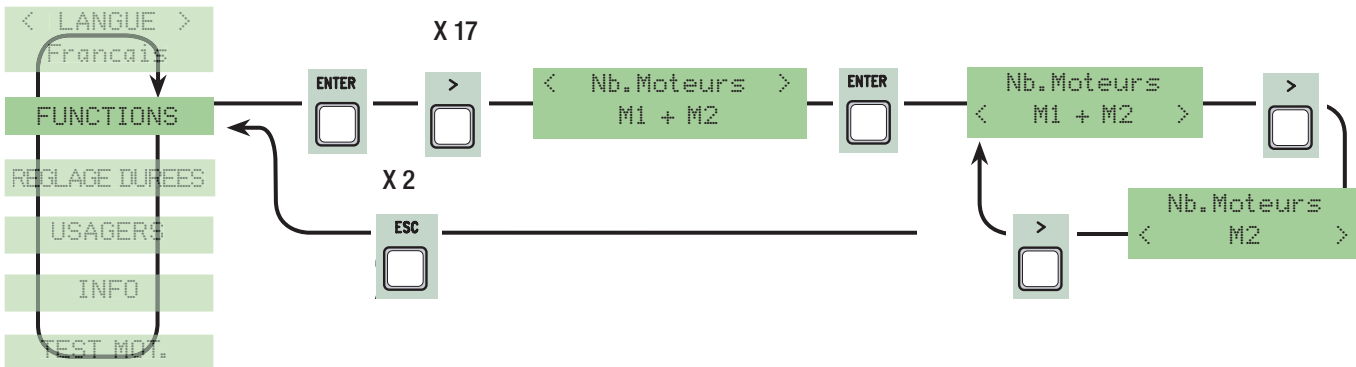 < LANGUE >
Francais
FUNCTIONS
REGLAGE DUREES
USAGERS
INFO
TEST MOT.
ENTER
X 17
>
< Nb.Moteurs >
M1 + M2
ENTER
Nb.Moteurs
< M1 + M2 >
>
Nb.Moteurs
< M2 >
>
X 2
ESC